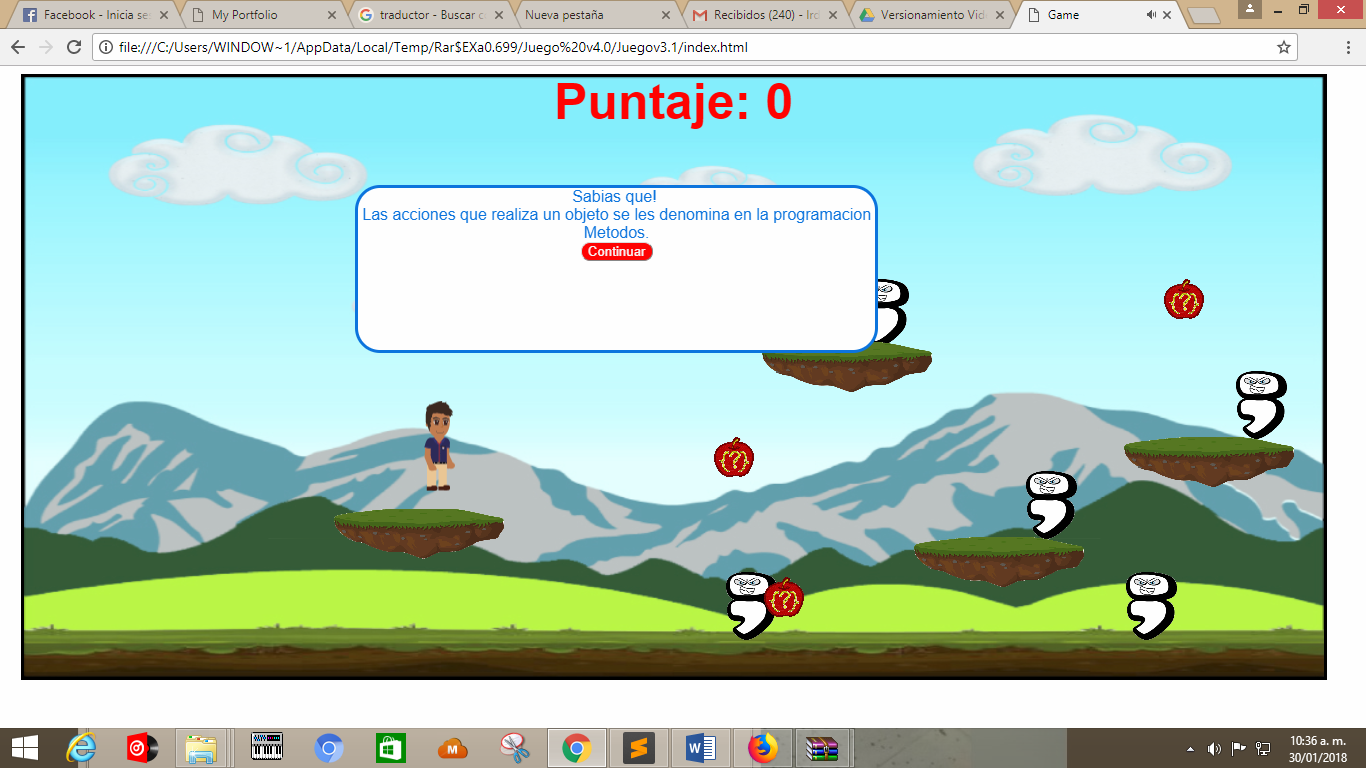 Facebook - Inicia se
My Portfolio
traductor - Buscar c
Nueva pestaña
Recibidos (240) - lrd
Versionamiento Vid
Game
file:///C:/Users/WINDOW~1/AppData/Local/Temp/Rar$EXa0.699/Juego%20v4.0/Juegov3.1/index.html
Puntaje: 0
Sabias que!
Las acciones que realiza un objeto se les denomina en la programacion
Metodos.
Continuar
10:36 a. m.
30/01/2018